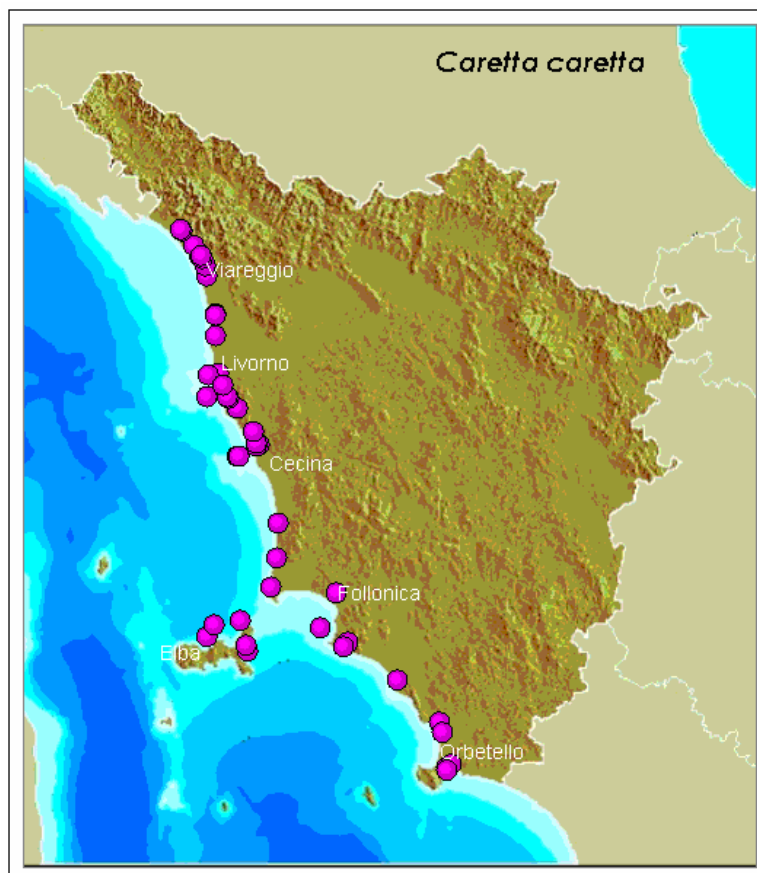 Caretta caretta
Viareggio
Livorno
Cecina
Follonica
Elba
Orbetello